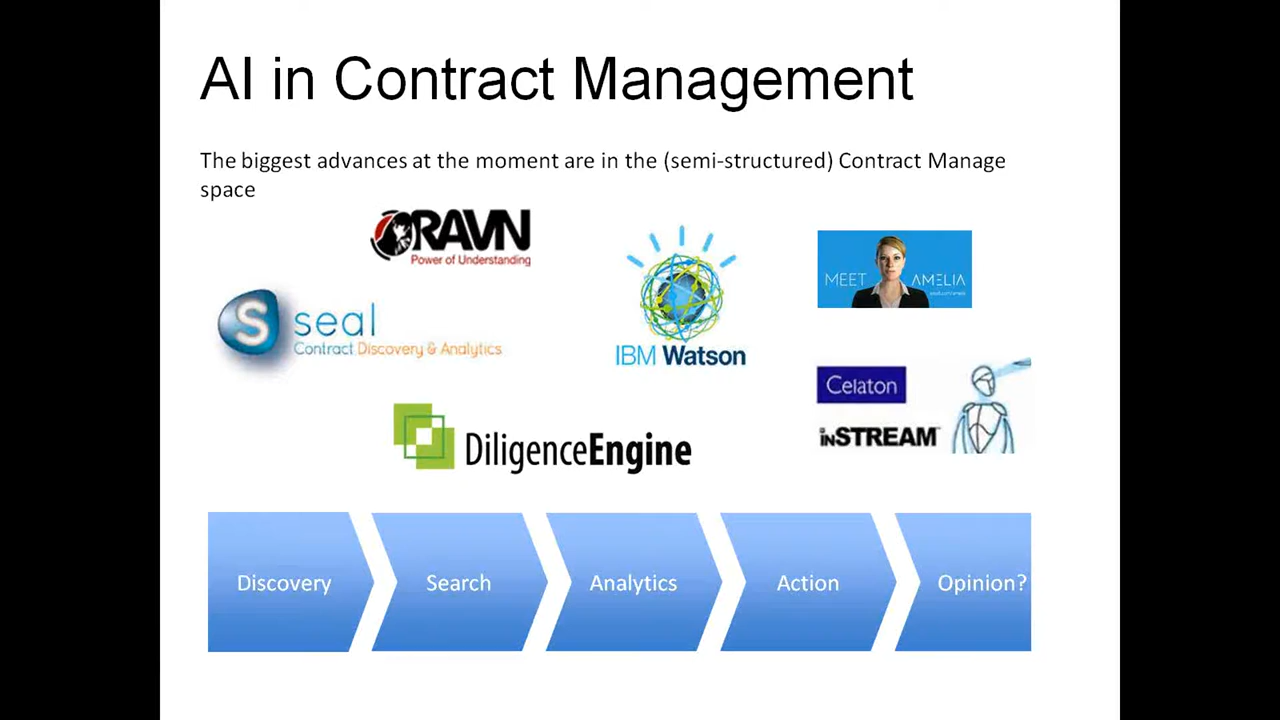 AI in Contract Management
The biggest advances at the moment are in the (semi-structured) Contract Manage
space
RAVN
Power of Understanding
S seal
Contract Discovery & Analytics
IBM Watson
MEET AMELIA
Celaton
inSTREAM™
DiligenceEngine
Discovery
Search
Analytics
Action
Opinion?